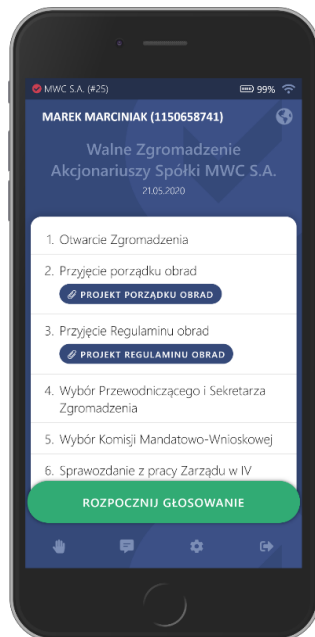 MWC S.A. (#25) 99%
MAREK MARCINIAK (1150658741)
Walne Zgromadzenie
Akcjonariuszy Spółki MWC S.A.
21.05.2020
1. Otwarcie Zgromadzenia
2. Przyjęcie porządku obrad
PROJEKT PORZĄDKU OBRAD
3. Przyjęcie Regulaminu obrad
PROJEKT REGULAMINU OBRAD
4. Wybór Przewodniczącego i Sekretarza
Zgromadzenia
5. Wybór Komisji Mandatowo-Wnioskowej
6. Sprawozdanie z pracy Zarządu w IV
ROZPOCZNIJ GŁOSOWANIE